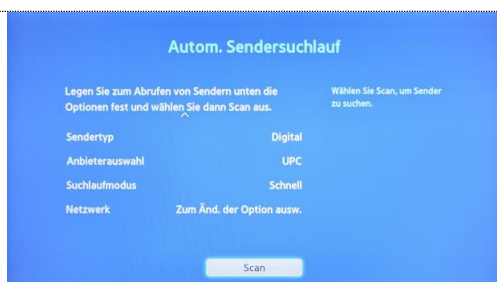 Autom. Sendersuchlauf
Legen Sie zum Abrufen von Sendern unten die
Optionen fest und wählen Sie dann Scan aus.
Wählen Sie Scan, um Sender
zu suchen.
Sendertyp Digital
Anbieterauswahl UPC
Suchlaufmodus Schnell
Netzwerk Zum Änd. der Option ausw.
Scan